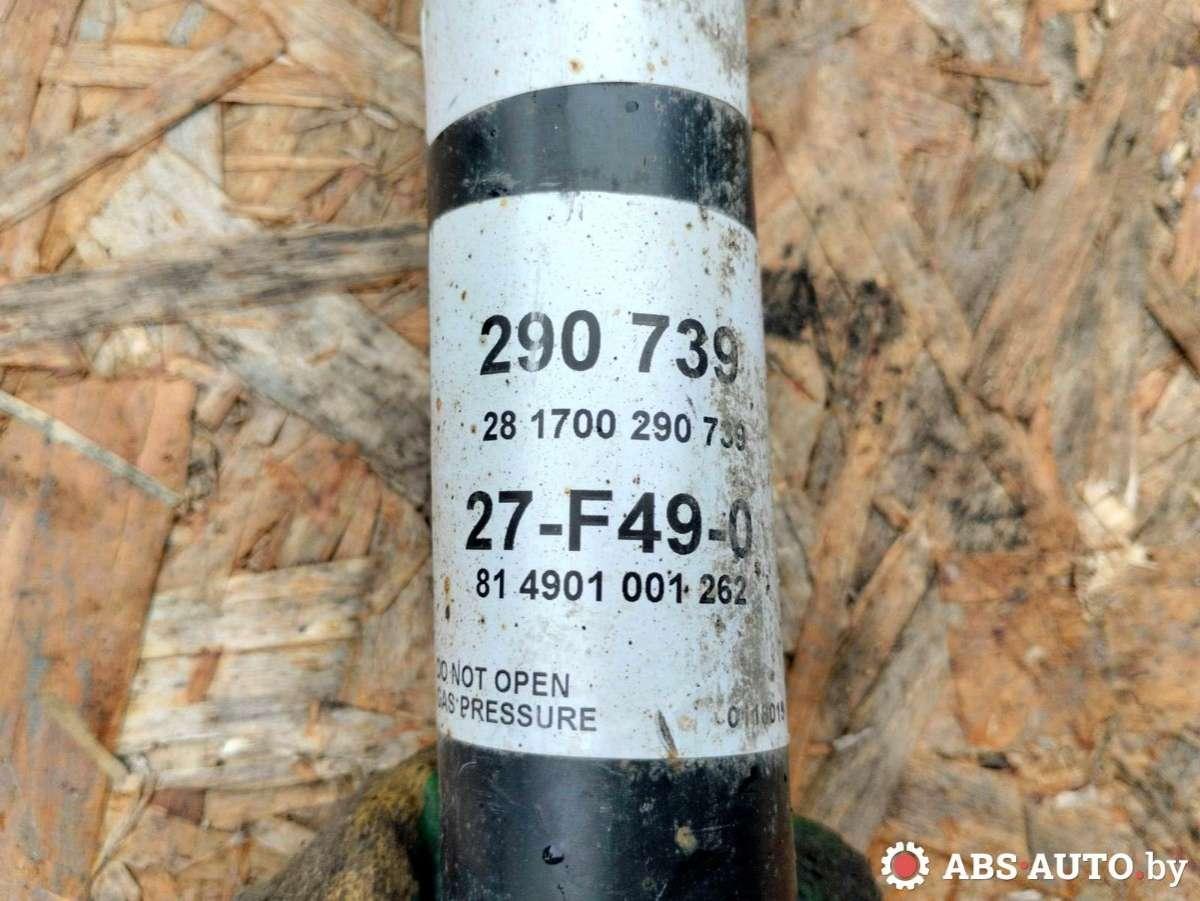 290 739
28 1700 290 739
27-F49-0
81 4901 001 262
DO NOT OPEN
GAS PRESSURE
ABS-AUTO.by